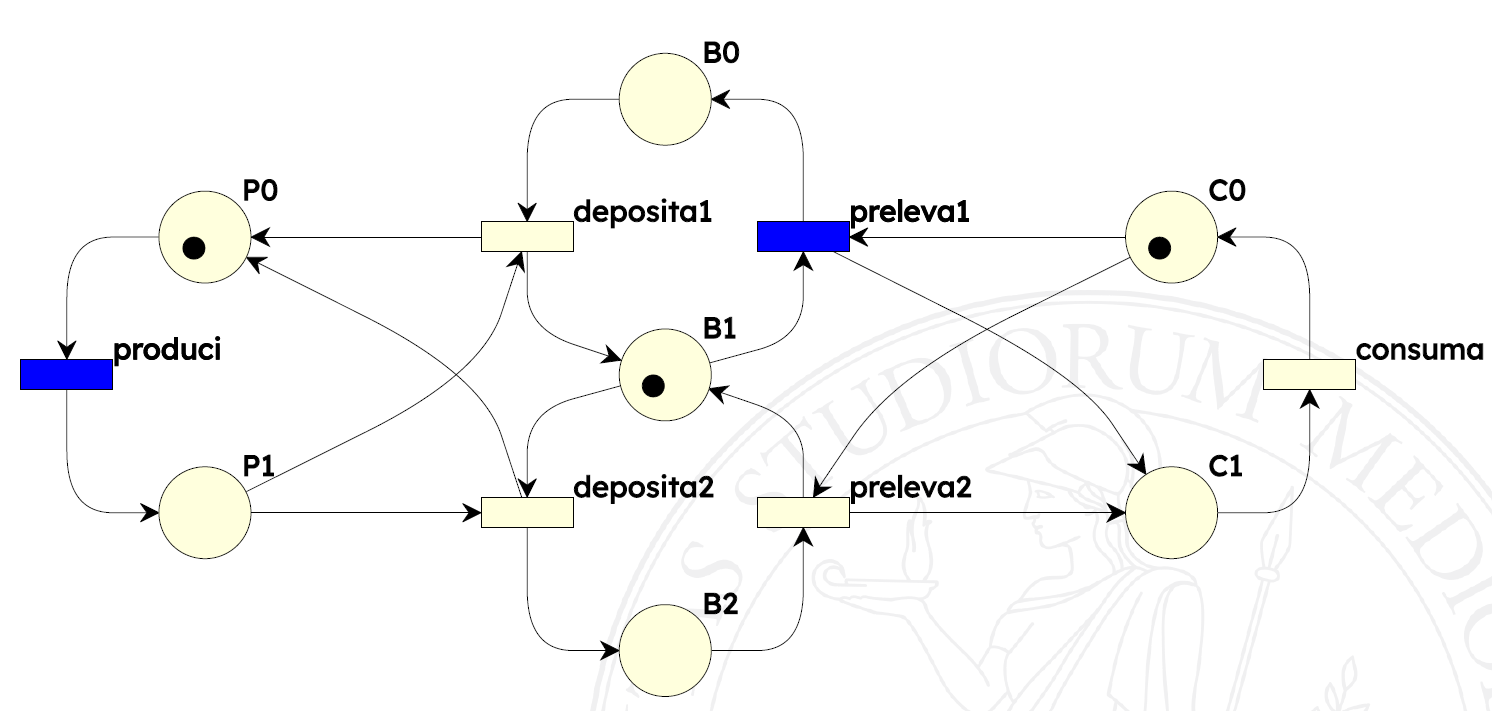 B0
P0
deposita1
preleva1
C0
produci
B1
consuma
P1
deposita2
preleva2
C1
B2
S STUDIORUM MEDIO